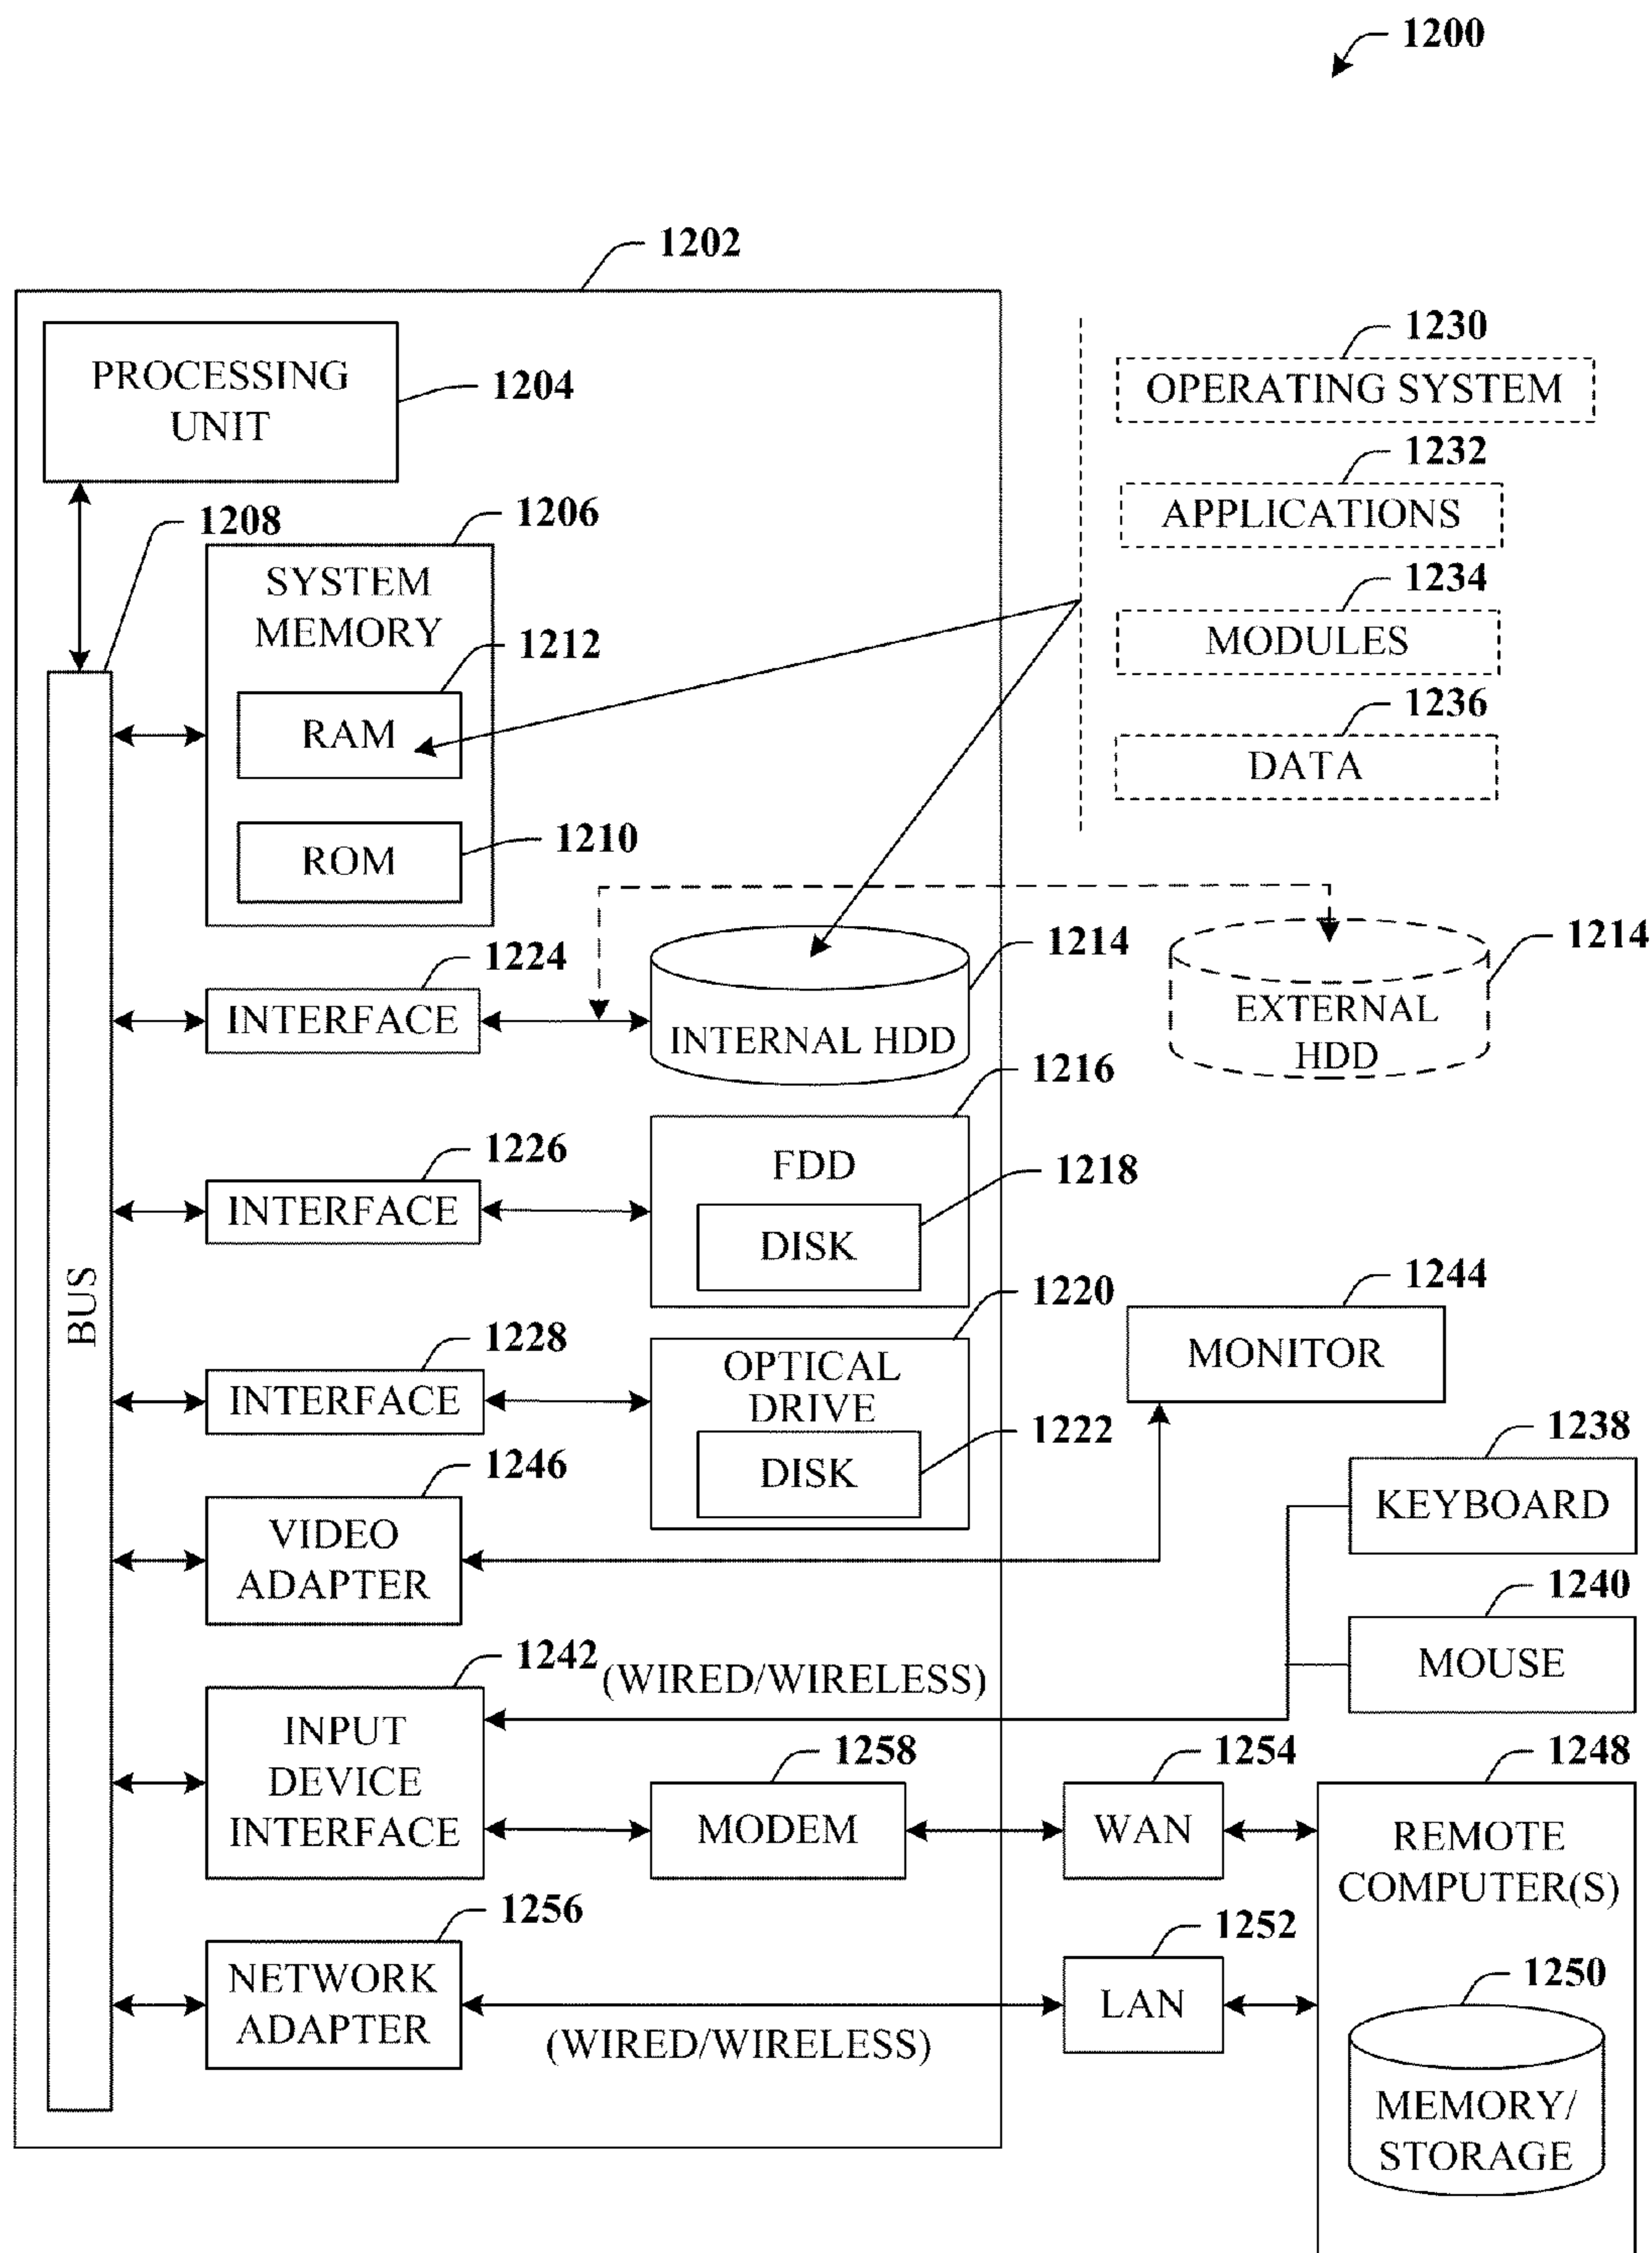 1200
1202
PROCESSING
UNIT
1204
1230
OPERATING SYSTEM
1232
APPLICATIONS
1234
MODULES
1236
DATA
1208
1206
SYSTEM
MEMORY
1212
RAM
1210
ROM
1224
INTERFACE
1214
INTERNAL HDD
1214
EXTERNAL
HDD
1216
FDD
1218
DISK
1226
INTERFACE
BUS
1220
OPTICAL
DRIVE
1222
DISK
1228
INTERFACE
1244
MONITOR
1246
VIDEO
ADAPTER
1238
KEYBOARD
1240
MOUSE
1242
(WIRED/WIRELESS)
INPUT
DEVICE
INTERFACE
1258
MODEM
1254
WAN
1248
REMOTE
COMPUTER(S)
1256
NETWORK
ADAPTER
(WIRED/WIRELESS)
1252
LAN
1250
MEMORY/
STORAGE